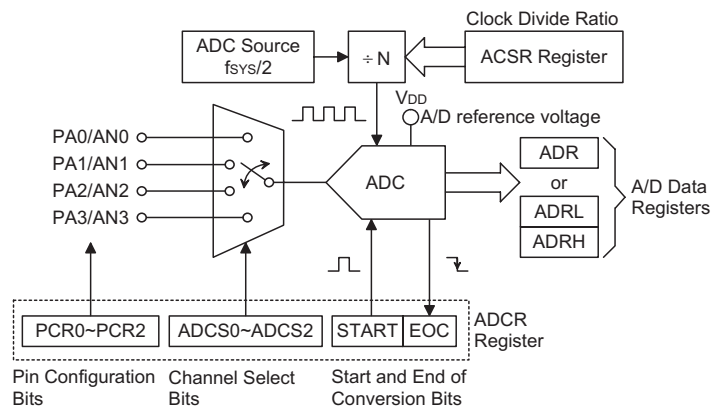 Clock Divide Ratio
ADC Source
fSYS/2
÷ N
ACSR Register
VDD
A/D reference voltage
PA0/AN0
PA1/AN1
PA2/AN2
PA3/AN3
ADC
ADR
or
ADRL
ADRH
A/D Data
Registers
PCR0~PCR2
ADCS0~ADCS2
START
EOC
ADCR
Register
Pin Configuration
Bits
Channel Select
Bits
Start and End of
Conversion Bits